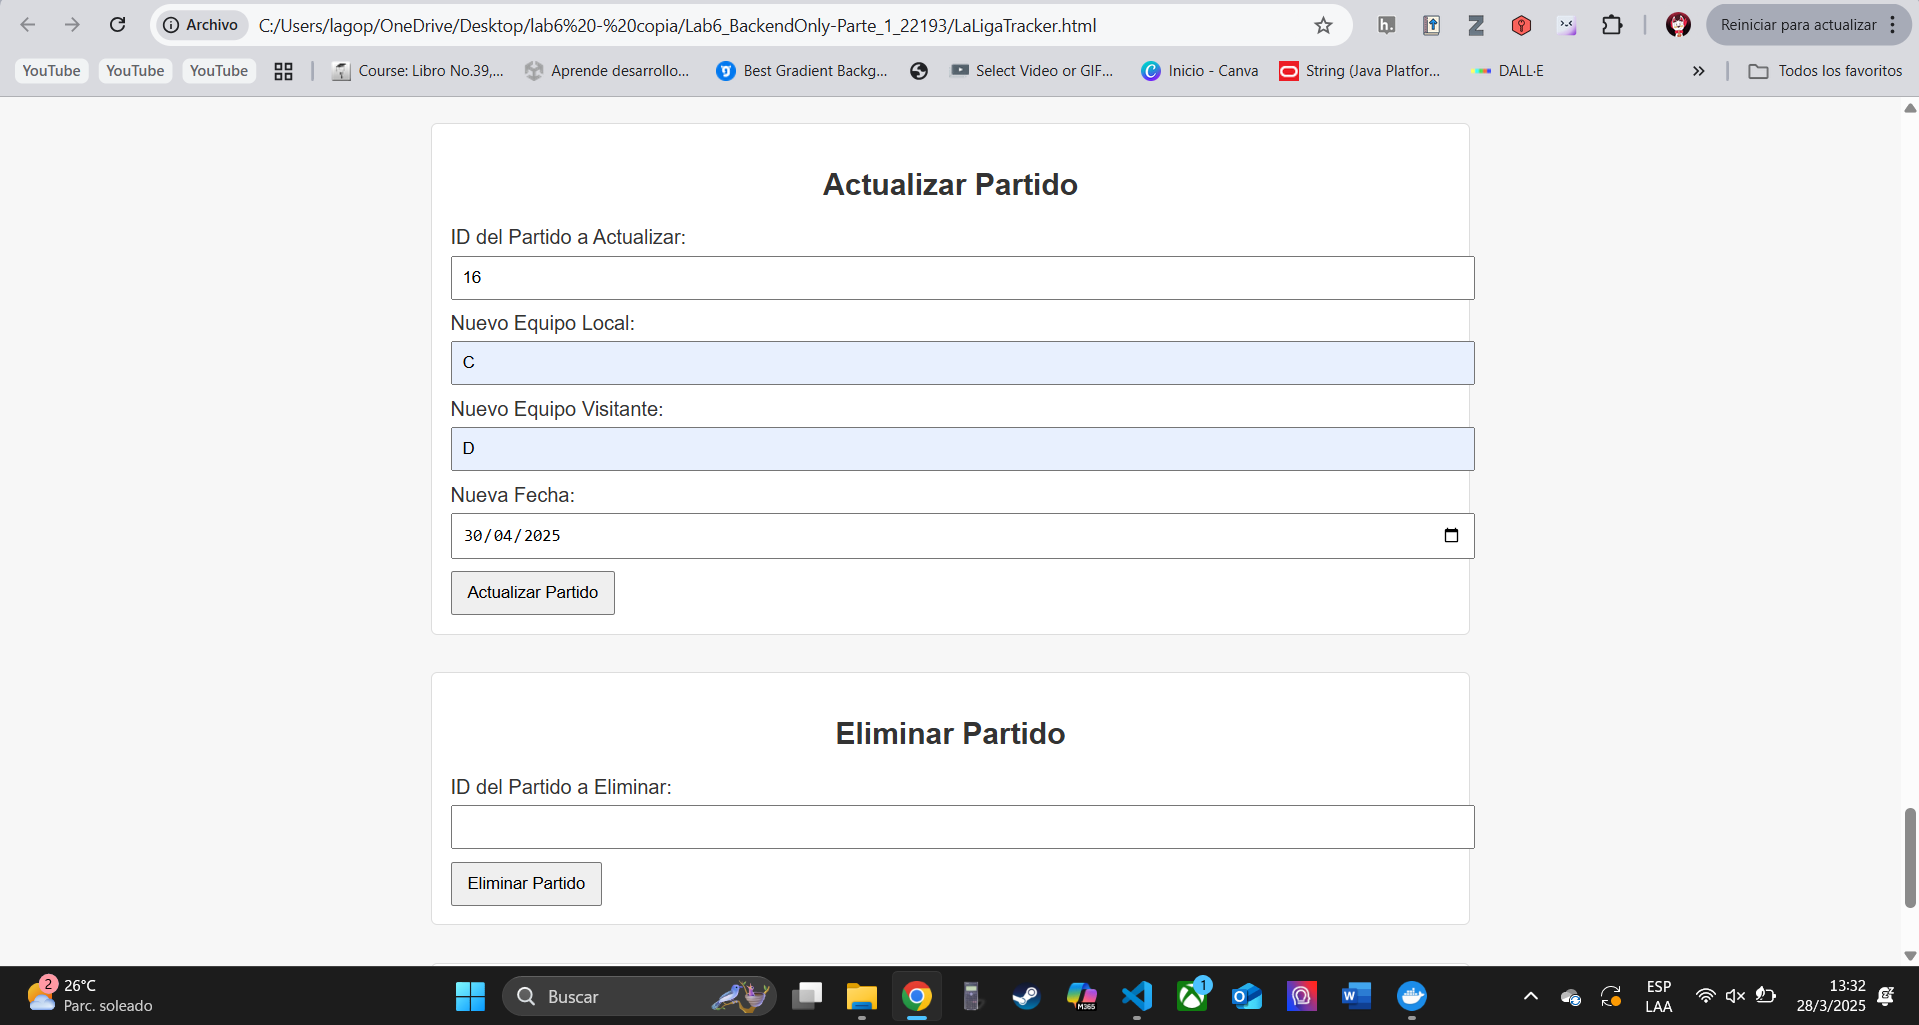 Archivo
C:/Users/lagop/OneDrive/Desktop/lab6%20-%20copia/Lab6_BackendOnly-Parte_1_22193/LaLigaTracker.html
h.
Reiniciar para actualizar
YouTube
YouTube
YouTube
Course: Libro No.39,...
Aprende desarrollo...
Best Gradient Backg...
Select Video or GIF...
Inicio - Canva
String (Java Platfor...
DALL·E
Todos los favoritos
Actualizar Partido
ID del Partido a Actualizar:
16
Nuevo Equipo Local:
C
Nuevo Equipo Visitante:
D
Nueva Fecha:
30/04/2025
Actualizar Partido
Eliminar Partido
ID del Partido a Eliminar:
Eliminar Partido
2
26°C
Parc. soleado
Buscar
M365
1
ESP
LAA
13:32
28/3/2025